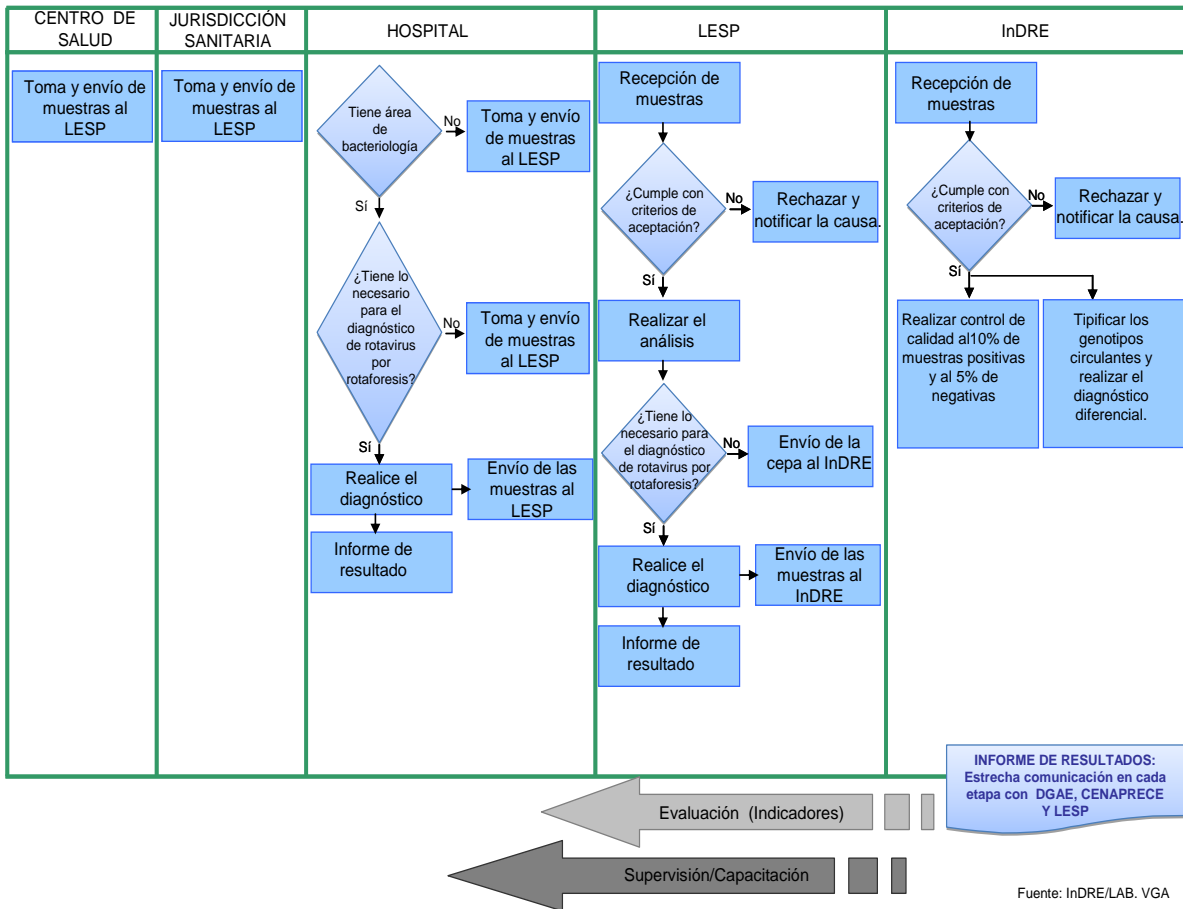 CENTRO DE
SALUD
JURISDICCIÓN
SANITARIA
HOSPITAL
LESP
InDRE
Toma y envío de
muestras al
LESP
Toma y envío de
muestras al
LESP
Tiene área
de
bacteriología
No
Toma y envío
de muestras
al LESP
Sí
¿Tiene lo
necesario
para el
diagnóstico
de rotavirus
por
rotaforesis?
No
Toma y envío
de muestras
al LESP
Sí
Realice el
diagnóstico
Envío de las
muestras al
LESP
Informe de
resultado
Recepción de
muestras
¿Cumple con
criterios de
aceptación?
No
Rechazar y
notificar la causa.
Sí
Realizar el
análisis
¿Tiene lo
necesario para
el diagnóstico
de rotavirus por
rotaforesis?
No
Envío de la
cepa al InDRE
Sí
Realice el
diagnóstico
Envío de las
muestras al
InDRE
Informe de
resultado
Recepción de
muestras
¿Cumple con
criterios de
aceptación?
No
Rechazar y
notificar la causa.
Sí
Realizar control de
calidad al10% de
muestras positivas
y al 5% de
negativas
Tipificar los
genotipos
circulantes y
realizar el
diagnóstico
diferencial.
INFORME DE RESULTADOS:
Estrecha comunicación en cada
etapa con DGAE, CENAPRECE
Y LESP
Evaluación (Indicadores)
Supervisión/Capacitación
Fuente: InDRE/LAB. VGA